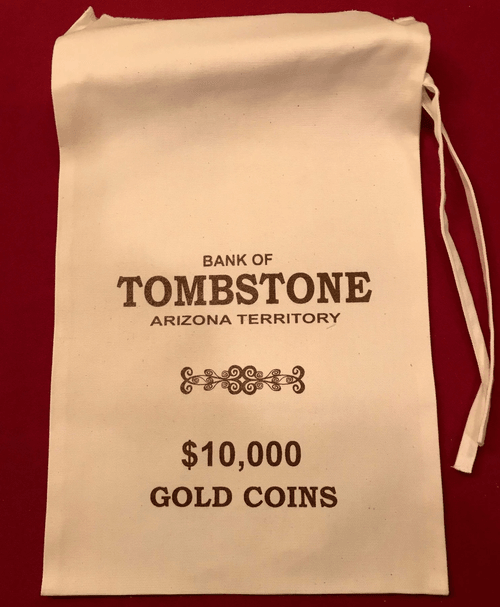 BANK OF
TOMBSTONE
ARIZONA TERRITORY
$10,000
GOLD COINS